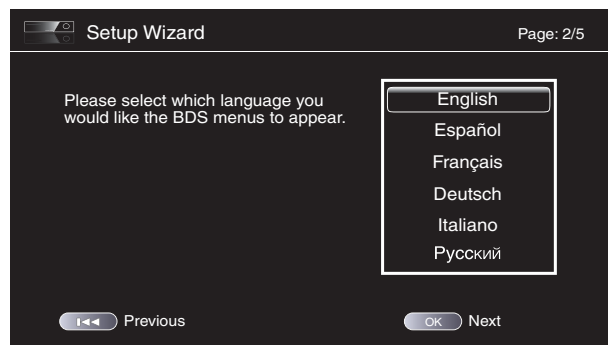 Setup Wizard
Page: 2/5
Please select which language you
would like the BDS menus to appear.
English
Español
Français
Deutsch
Italiano
Русский
Previous
OK Next